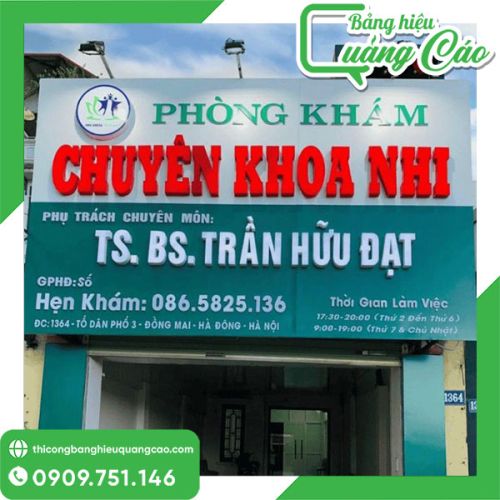 Bảng hiệu
Quảng Cáo
PHÒNG KHÁM
CHUYÊN KHOA NHI
PHỤ TRÁCH CHUYÊN MÔN:
TS. BS. TRẦN HỮU ĐẠT
GPHĐ:Số
Hẹn Khám: 086.5825.136
ĐC:1364 - TỔ DÂN PHỐ 3 - ĐỒNG MAI - HÀ ĐÔNG - HÀ NỘI
Thời Gian Làm Việc
17:30-20:00 (Thứ 2 Đến Thứ 6)
9:00-19:00 (Thứ 7 & Chủ Nhật)
1364
thicongbanghieuquangcao.com
0909.751.146